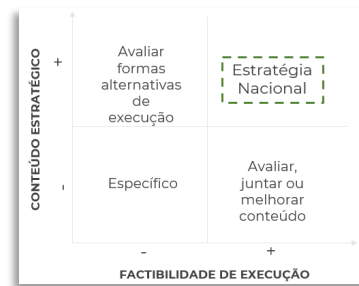 CONTEÚDO ESTRATÉGICO
+
-
Avaliar
formas
alternativas
de
execução
Estratégia
Nacional
Específico
Avaliar,
juntar ou
melhorar
conteúdo
-
+
FACTIBILIDADE DE EXECUÇÃO